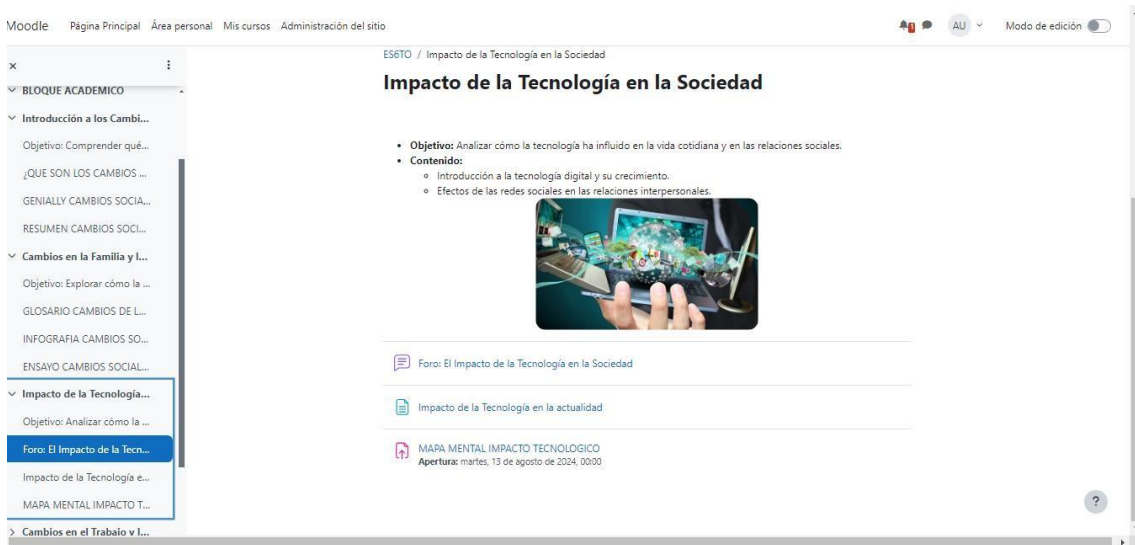 Moodle Página Principal Área personal Mis cursos Administración del sitio
AU Modo de edición
BLOQUE ACADEMICO
Introducción a los Cambi...
Objetivo: Comprender qué...
¿QUE SON LOS CAMBIOS ...
GENIALLY CAMBIOS SOCIA...
RESUMEN CAMBIOS SOCI...
Cambios en la Familia y l...
Objetivo: Explorar cómo la ...
GLOSARIO CAMBIOS DE L...
INFOGRAFIA CAMBIOS SO...
ENSAYO CAMBIOS SOCIAL...
Impacto de la Tecnología...
Objetivo: Analizar cómo la ...
Foro: El Impacto de la Tecn...
Impacto de la Tecnología e...
MAPA MENTAL IMPACTO T...
Cambios en el Trabajo y l...
ES6TO / Impacto de la Tecnología en la Sociedad
Impacto de la Tecnología en la Sociedad
Objetivo: Analizar cómo la tecnología ha influido en la vida cotidiana y en las relaciones sociales.
Contenido:
Introducción a la tecnología digital y su crecimiento.
Efectos de las redes sociales en las relaciones interpersonales.
Foro: El Impacto de la Tecnología en la Sociedad
Impacto de la Tecnología en la actualidad
MAPA MENTAL IMPACTO TECNOLOGICO
Apertura: martes, 13 de agosto de 2024, 00:00
?